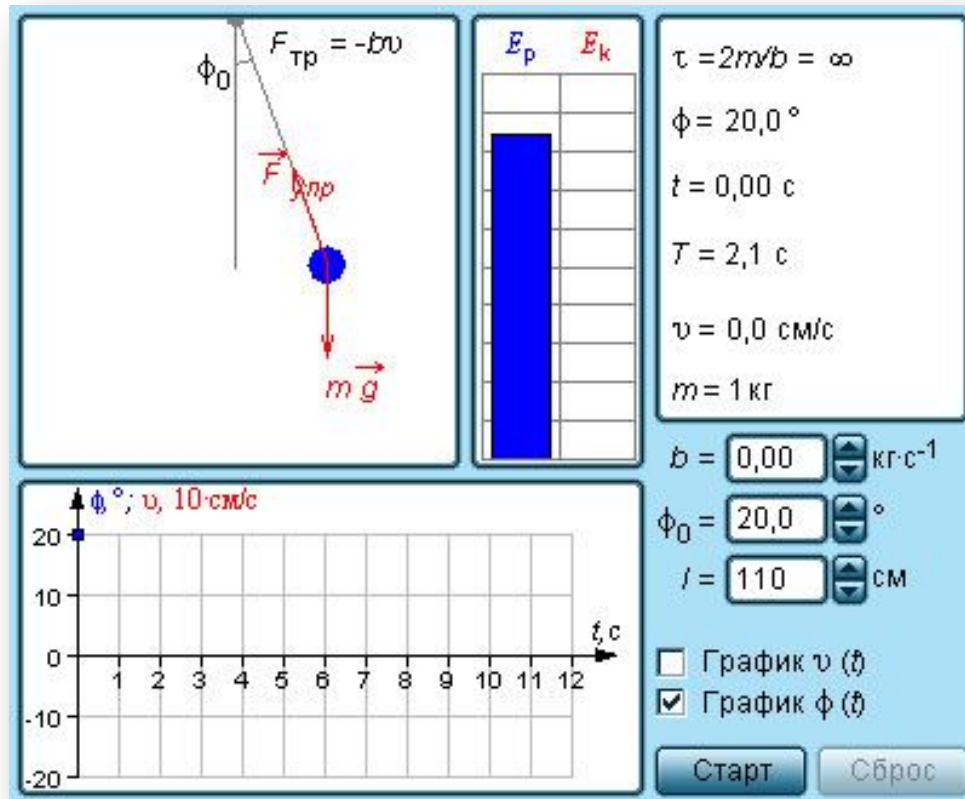 F тр = -bυ
ϕ0
F упр
m g
Ep Ek
τ = 2m/b = ∞
ϕ = 20,0 °
t = 0,00 с
T = 2,1 с
υ = 0,0 см/с
m = 1 кг
b = 0,00 кг·с-1
ϕ0 = 20,0 °
l = 110 см
График υ (t)
График ϕ (t)
Старт Сброс
ϕ, °; υ, 10·см/с
20
10
0
-10
-20
1 2 3 4 5 6 7 8 9 10 11 12
t, с